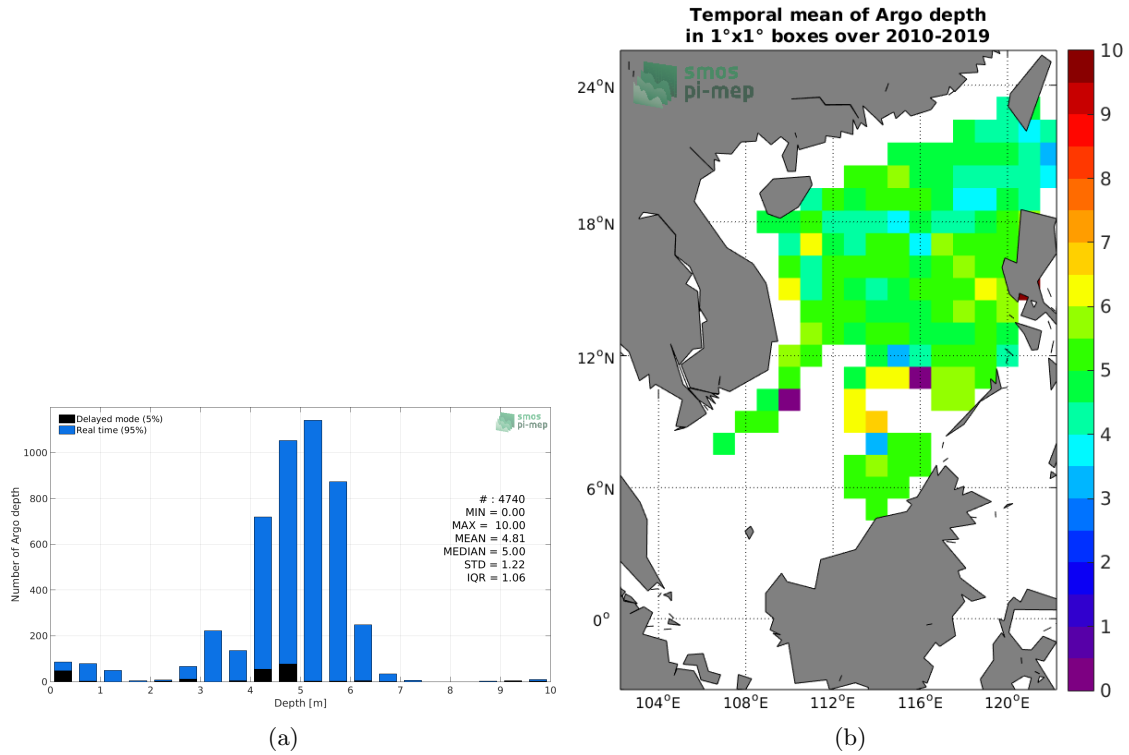 Temporal mean of Argo depth
in 1°x1° boxes over 2010-2019
smos
pi-mep
24°N
18°N
12°N
6°N
0°
104°E
108°E
112°E
116°E
120°E
10
9
8
7
6
5
4
3
2
1
0
Delayed mode (5%)
Real time (95%)
smos
pi-mep
# : 4740
MIN = 0.00
MAX = 10.00
MEAN = 4.81
MEDIAN = 5.00
STD = 1.22
IQR = 1.06
Number of Argo depth
1000
800
600
400
200
0
0
1
2
3
4
5
6
7
8
9
10
Depth [m]
(a)
(b)